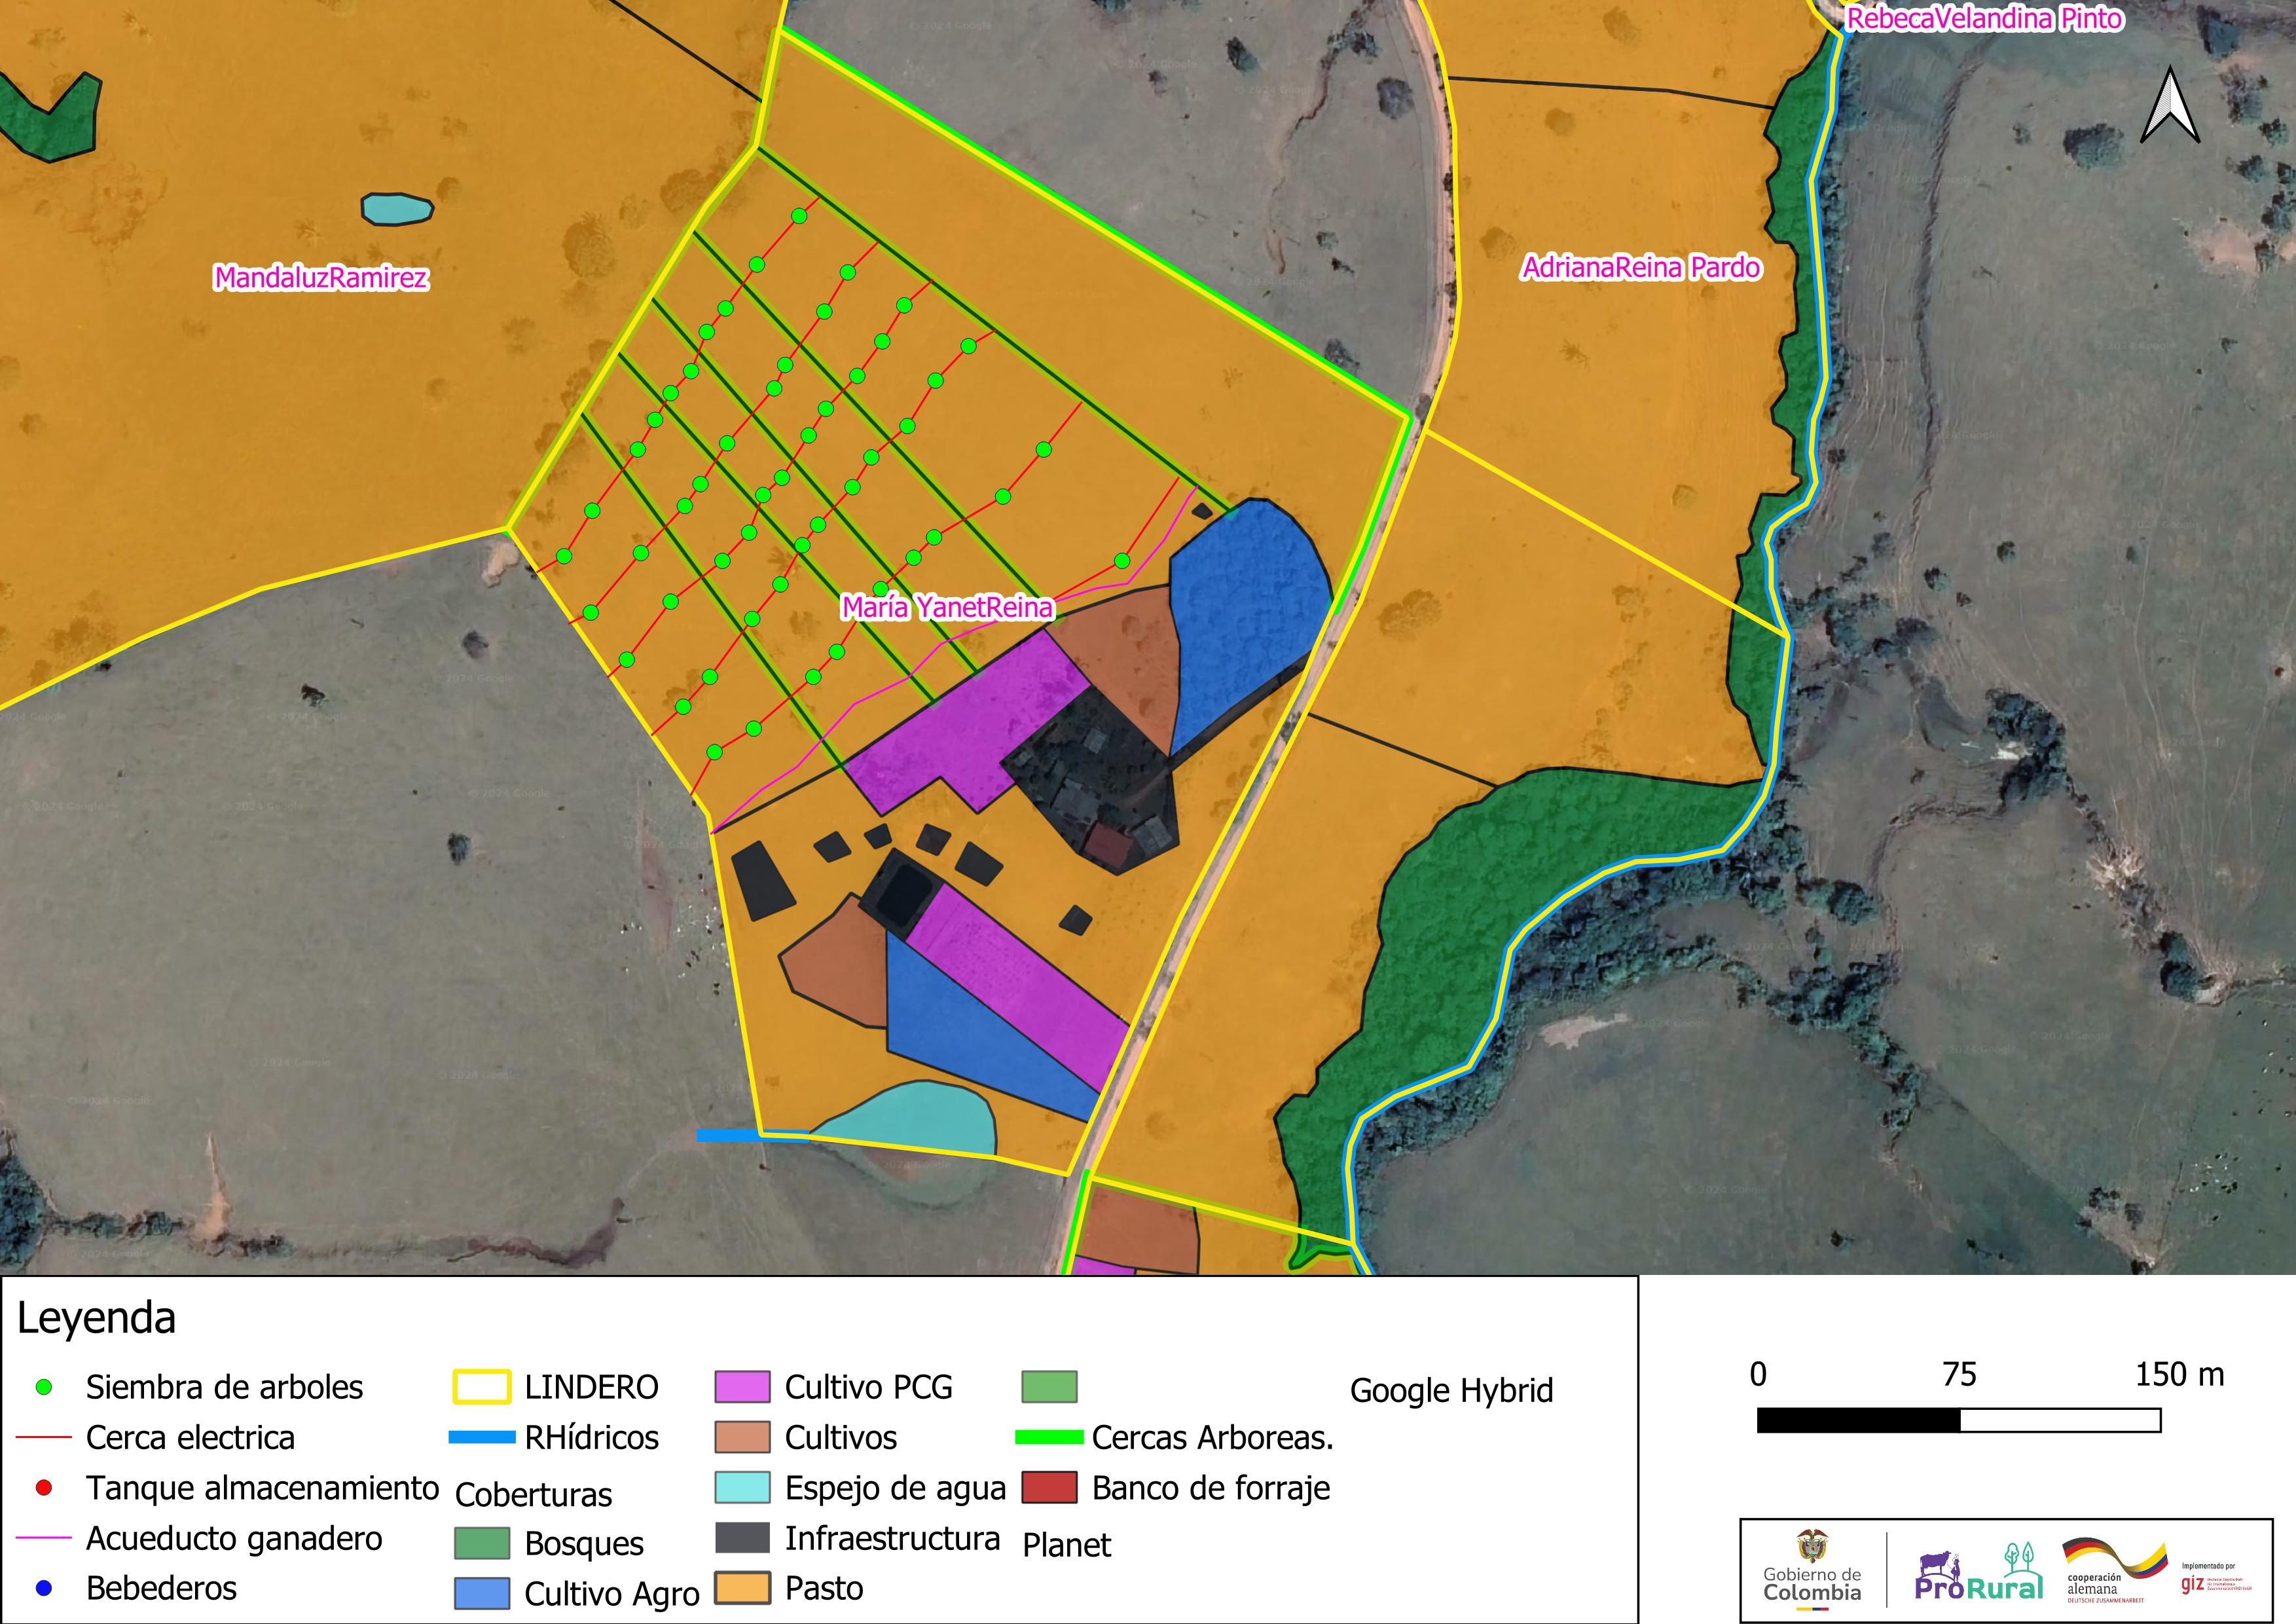 RebecaVelandina Pinto
MandaluzRamirez
AdrianaReina Pardo
María YanetReina
Leyenda
Siembra de arboles
Cerca electrica
Tanque almacenamiento
Acueducto ganadero
Bebederos
LINDERO
RHídricos
Coberturas
Bosques
Cultivo Agro
Cultivo PCG
Cultivos
Espejo de agua
Infraestructura
Pasto
Cercas Arboreas.
Banco de forraje
Planet
Google Hybrid
0 75 150 m
Gobierno de
Colombia
ProRural
cooperación
alemana
DEUTSCHE ZUSAMMENARBEIT
Implementado por
giz